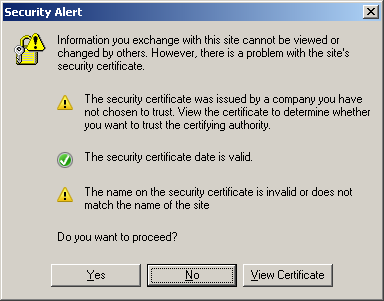 Security Alert
Information you exchange with this site cannot be viewed or
changed by others. However, there is a problem with the site's
security certificate.
The security certificate was issued by a company you have
not chosen to trust. View the certificate to determine whether
you want to trust the certifying authority.
The security certificate date is valid.
The name on the security certificate is invalid or does not
match the name of the site
Do you want to proceed?
Yes
No
View Certificate